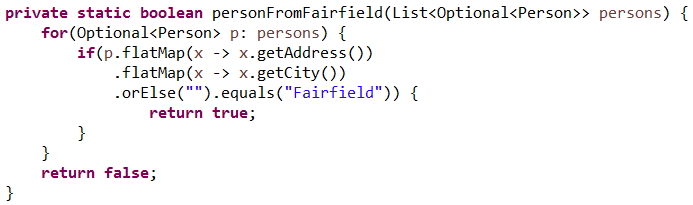 private static boolean personFromFairfield(List<Optional<Person>> persons) {
    for(Optional<Person> p: persons) {
        if(p.flatMap(x -> x.getAddress())
            .flatMap(x -> x.getCity())
            .orElse("").equals("Fairfield")) {
                return true;
        }
    }
    return false;
}